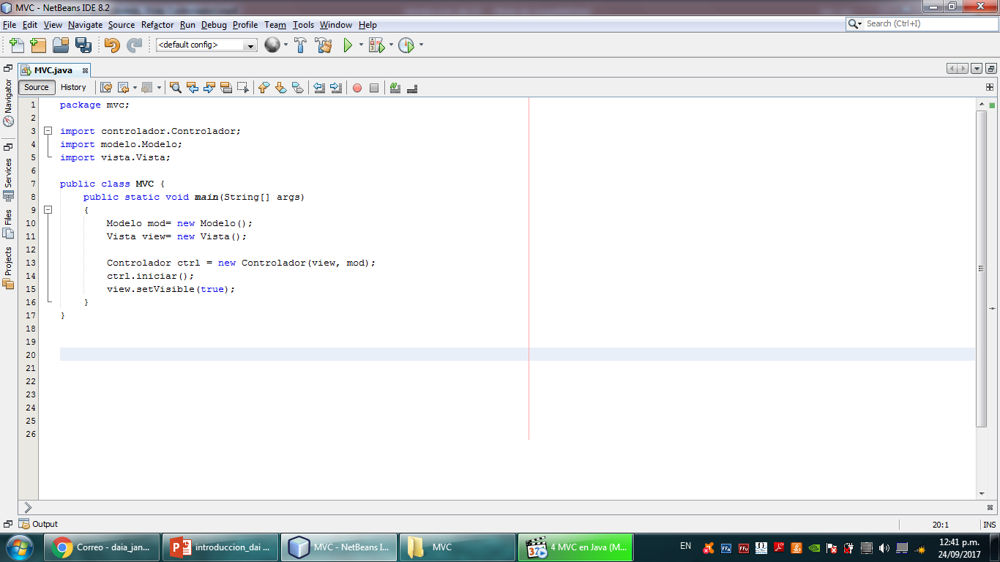 MVC - NetBeans IDE 8.2
File Edit View Navigate Source Refactor Run Debug Profile Team Tools Window Help
Search (Ctrl+I)
<default config>
MVC.java
Source History
Navigator
Services
Files
Projects
1 package mvc;
2
3 import controlador.Controlador;
4 import modelo.Modelo;
5 import vista.Vista;
6
7 public class MVC {
8 public static void main(String[] args)
9 {
10 Modelo mod= new Modelo();
11 Vista view= new Vista();
12
13 Controlador ctrl = new Controlador(view, mod);
14 ctrl.iniciar();
15 view.setVisible(true);
16 }
17 }
18
19
20
21
22
23
24
25
26
Output
20:1 INS
Correo - daia_jan... introduccion_dai ... MVC - NetBeans I... MVC 4 MVC en Java (M... EN 12:41 p.m.
24/09/2017